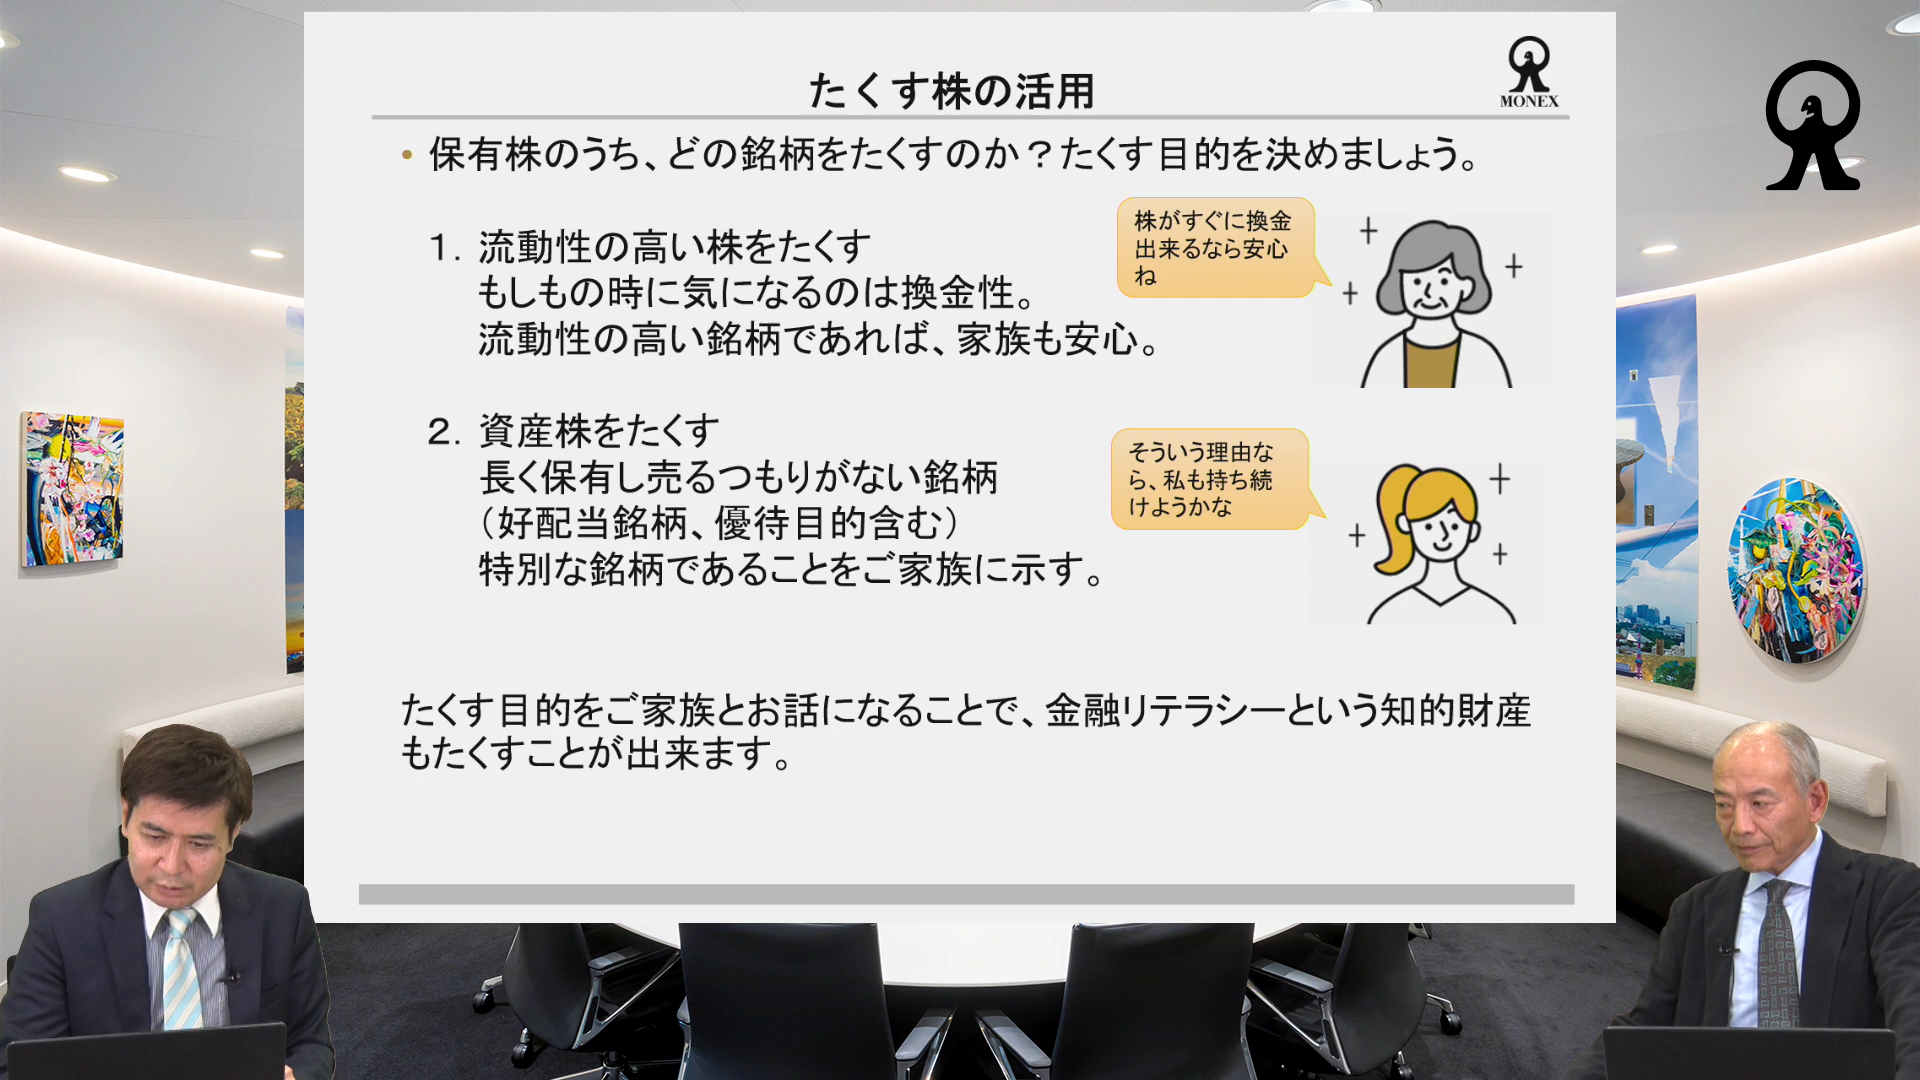 たくす株の活用
MONEX
• 保有株のうち、どの銘柄をたくすのか？たくす目的を決めましょう。
１．流動性の高い株をたくす
もしもの時に気になるのは換金性。
流動性の高い銘柄であれば、家族も安心。
株がすぐに換金
出来るなら安心
ね
２．資産株をたくす
長く保有し売るつもりがない銘柄
（好配当銘柄、優待目的含む）
特別な銘柄であることをご家族に示す。
そういう理由な
ら、私も持ち続
けようかな
たくす目的をご家族とお話になることで、金融リテラシーという知的財産
もたくすことが出来ます。